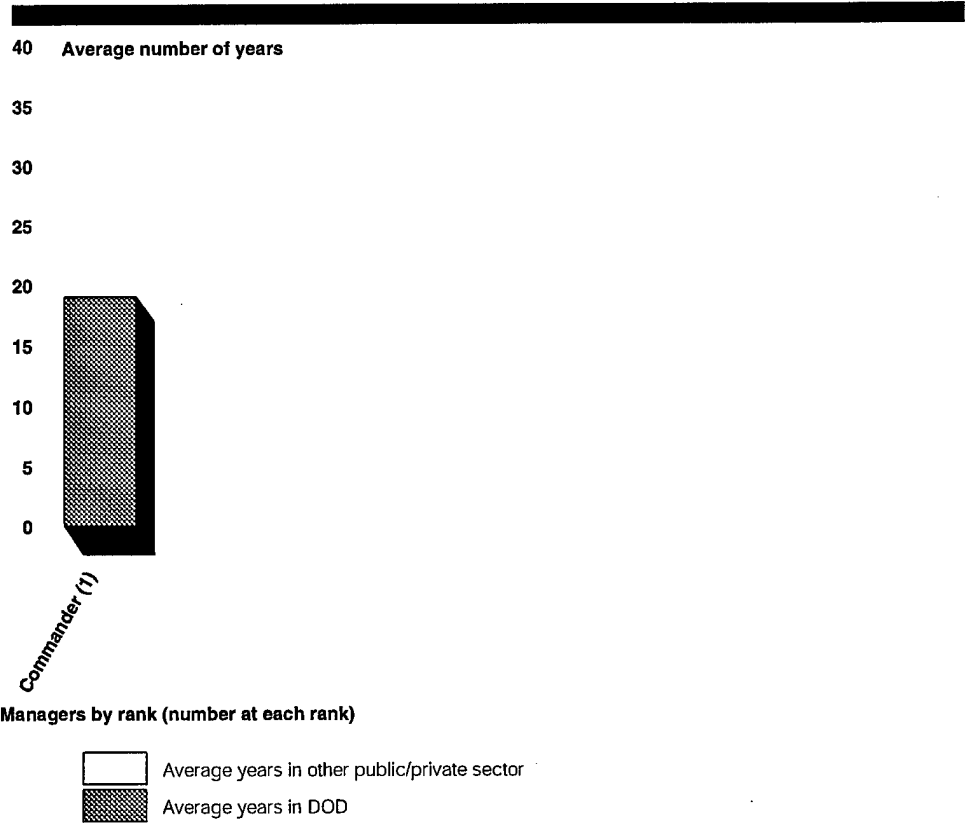 40 Average number of years
35
30
25
20
15
10
5
0
Commander (1)
Managers by rank (number at each rank)
Average years in other public/private sector
Average years in DOD